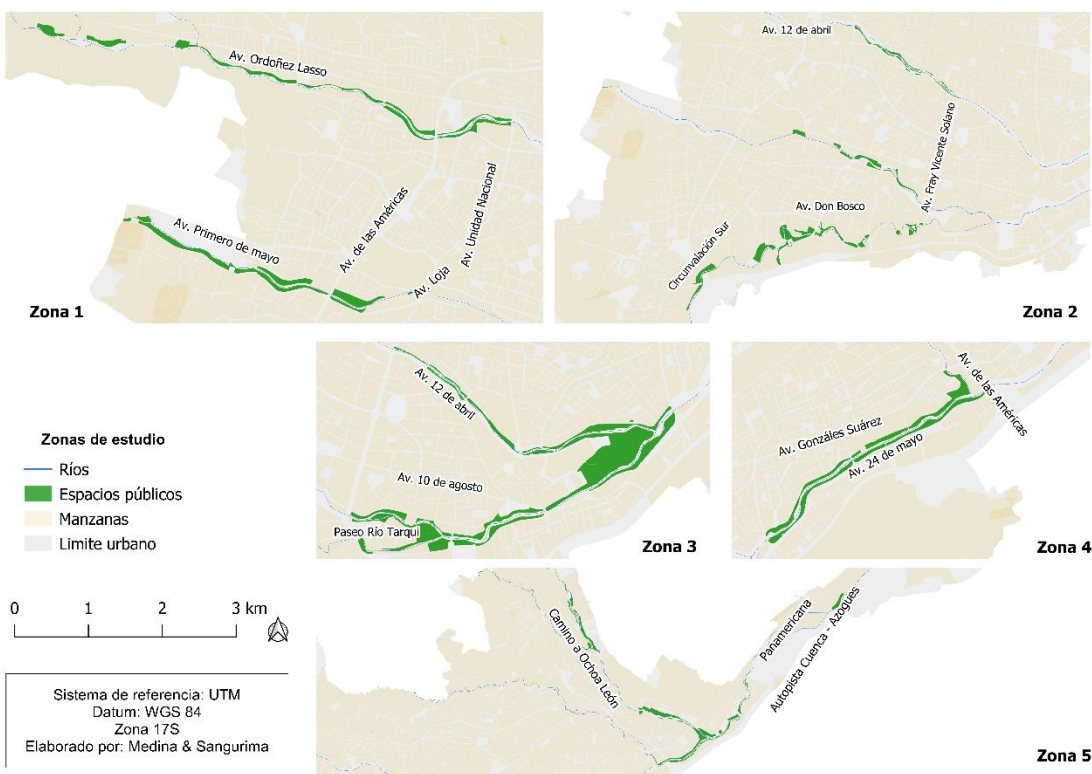 Av. Ordoñez Lasso
Av. Primero de mayo
Av. de las Américas
Av. Loja
Av. Unidad Nacional
Zona 1
Av. 12 de abril
Av. Fray Vicente Solano
Av. Don Bosco
Circunvalación Sur
Zona 2
Av. 12 de abril
Av. 10 de agosto
Paseo Río Tarqui
Zona 3
Av. de las Américas
Av. Gonzáles Suárez
Av. 24 de mayo
Zona 4
Zonas de estudio
Ríos
Espacios públicos
Manzanas
Limite urbano
0 1 2 3 km
Sistema de referencia: UTM
Datum: WGS 84
Zona 17S
Elaborado por: Medina & Sangurima
Camino a Ochoa León
Panamericana
Autopista Cuenca - Azogues
Zona 5